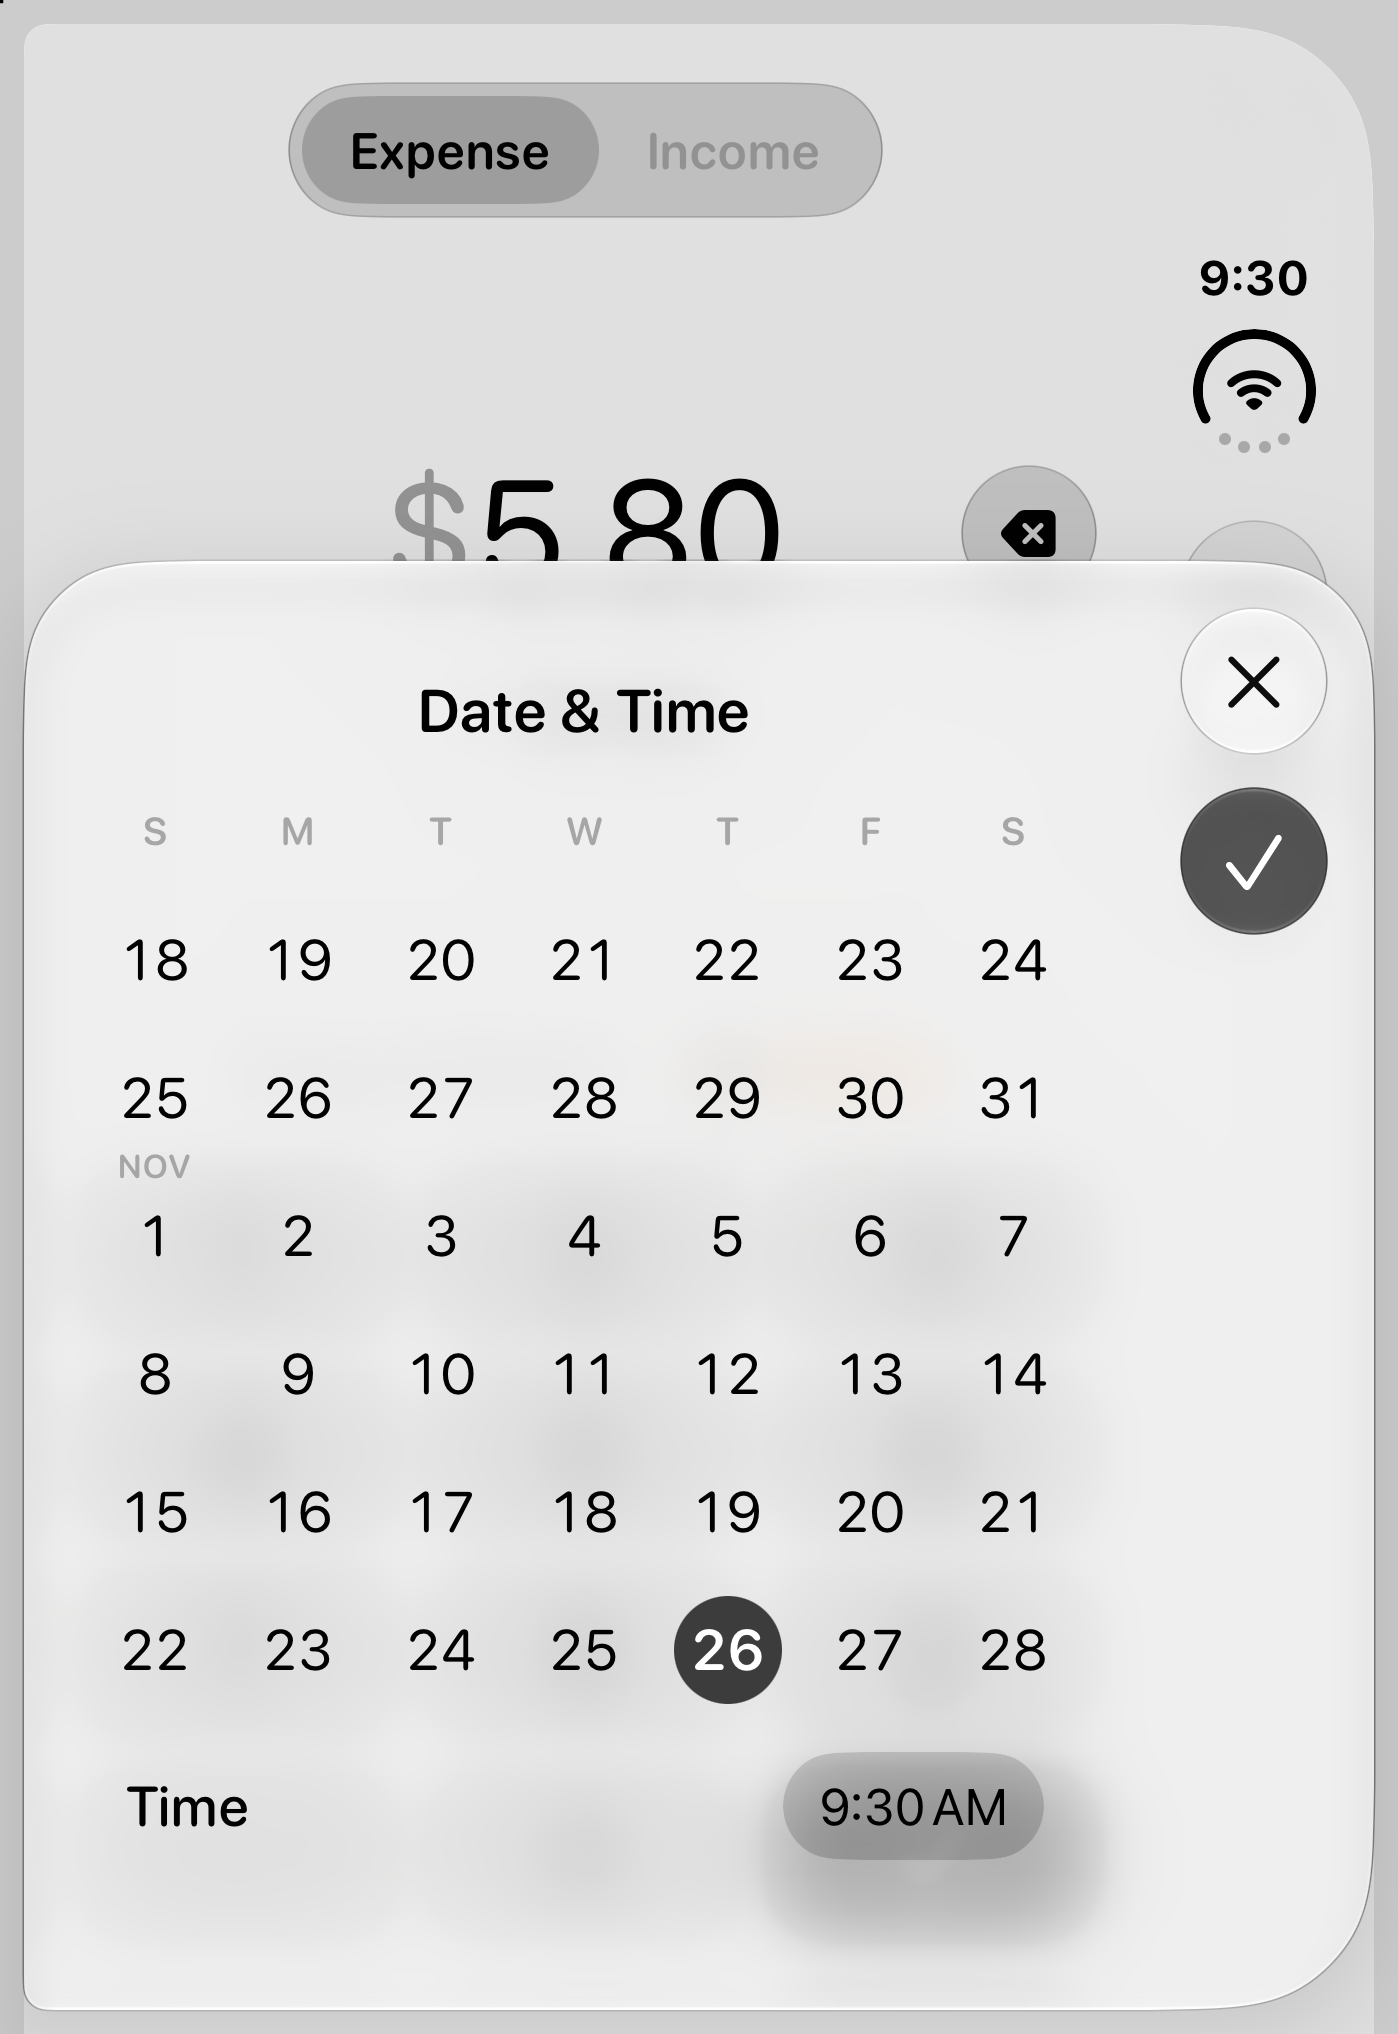 Expense Income
9:30
$5.80
Date & Time
S M T W T F S
18 19 20 21 22 23 24
25 26 27 28 29 30 31
NOV
1 2 3 4 5 6 7
8 9 10 11 12 13 14
15 16 17 18 19 20 21
22 23 24 25 26 27 28
Time 9:30 AM